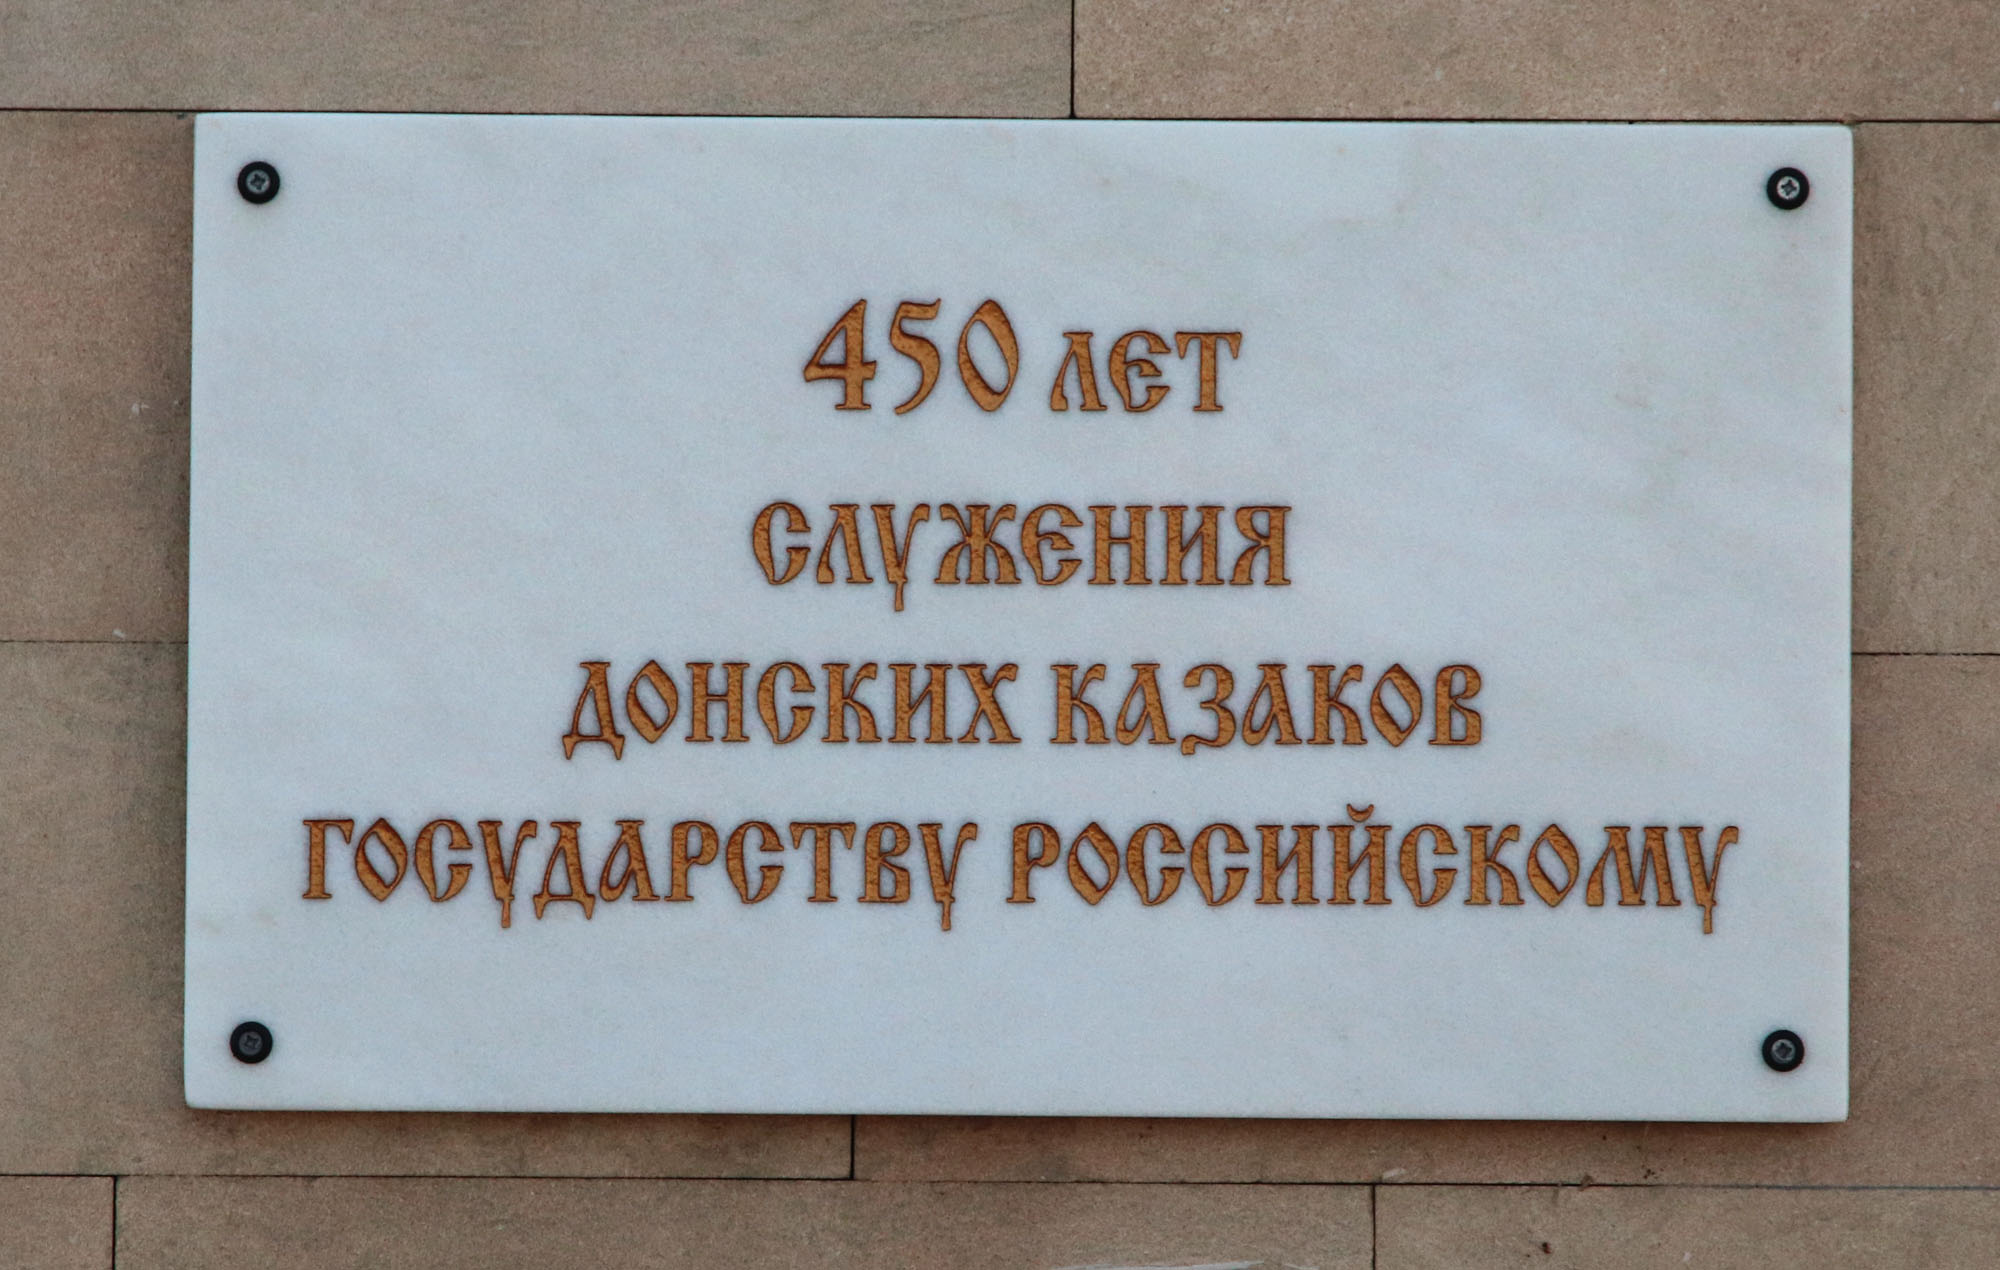 450 лет
служения
донских казаков
государству российскому